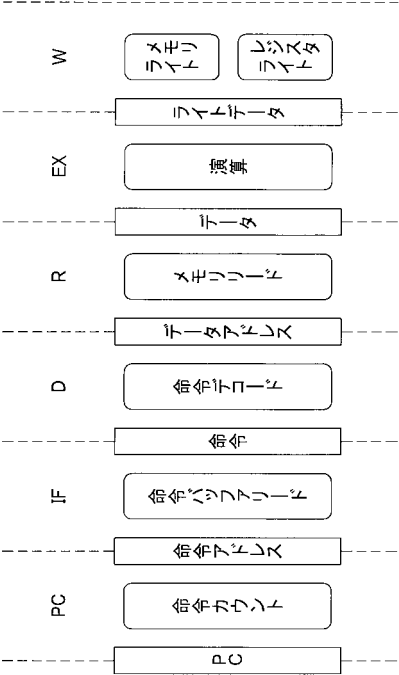 PC
IF
D
R
EX
W
PC
命令カウント
命令アドレス
命令バッファリード
命令
命令デコード
データアドレス
メモリリード
データ
演算
ライトデータ
メモリ
ライト
レジスタ
ライト